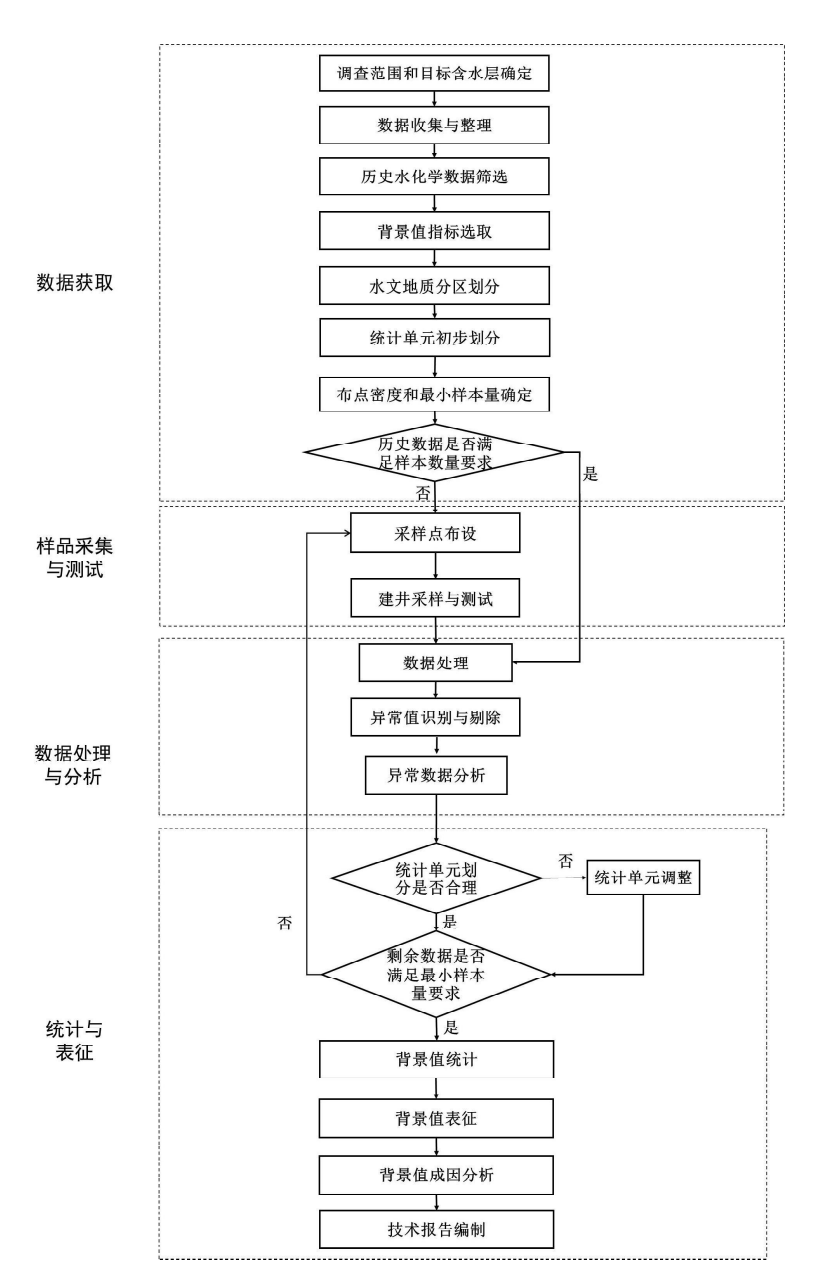 调查范围和目标含水层确定
数据收集与整理
历史水化学数据筛选
背景值指标选取
数据获取
水文地质分区划分
统计单元初步划分
布点密度和最小样本量确定
历史数据是否满
足样本数量要求
是
否
样品采集
与测试
采样点布设
建井采样与测试
数据处理
异常值识别与剔除
数据处理
与分析
异常数据分析
统计单元划
分是否合理
否
统计单元调整
是
否
剩余数据是否
满足最小样本
量要求
是
统计与
表征
背景值统计
背景值表征
背景值成因分析
技术报告编制